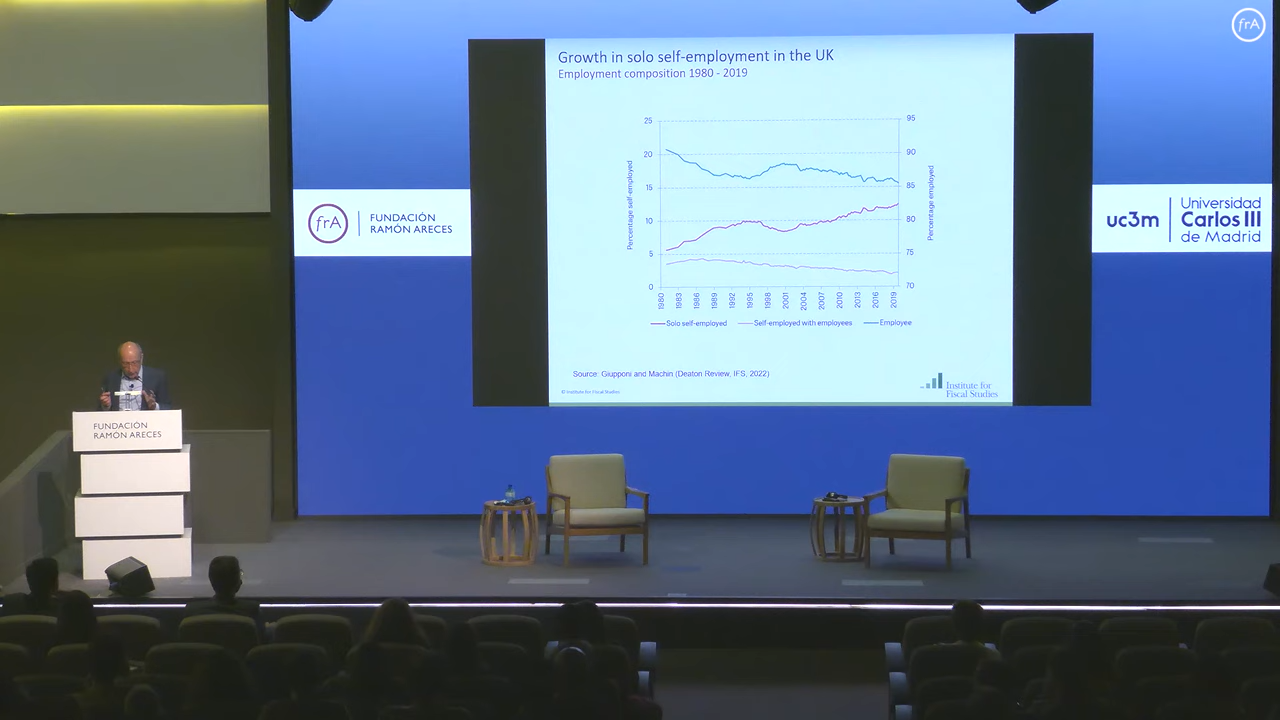 frA
Growth in solo self-employment in the UK
Employment composition 1980 - 2019
25
20
15
10
5
0
Percentage self-employed
95
90
85
80
75
70
Percentage employed
1980
1983
1986
1989
1992
1995
1998
2001
2004
2007
2010
2013
2016
2019
Solo self-employed
Self-employed with employees
Employee
Source: Giupponi and Machin (Deaton Review, IFS, 2022)
© Institute for Fiscal Studies
Institute for
Fiscal Studies
frA
FUNDACIÓN
RAMÓN ARECES
uc3m
Universidad
Carlos III
de Madrid
FUNDACIÓN
RAMÓN ARECES